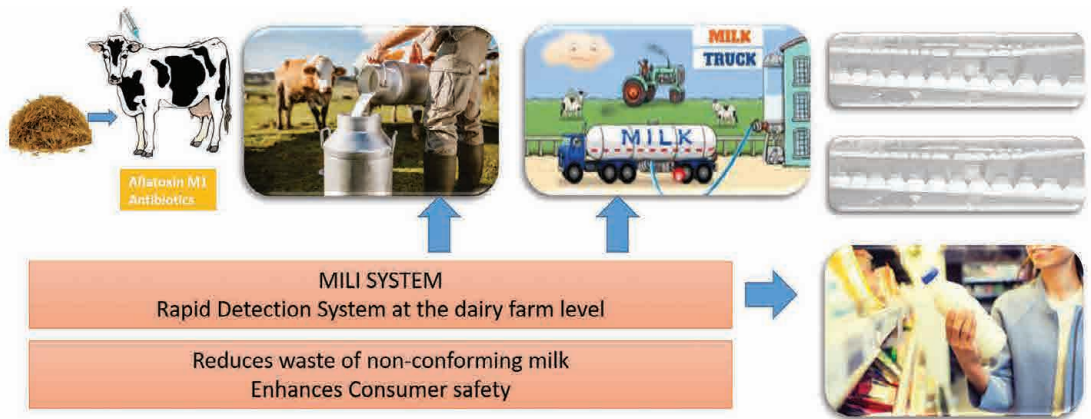 MILK
TRUCK
MILK
Aflatoxin M1
Antibiotics
MILI SYSTEM
Rapid Detection System at the dairy farm level
Reduces waste of non-conforming milk
Enhances Consumer safety